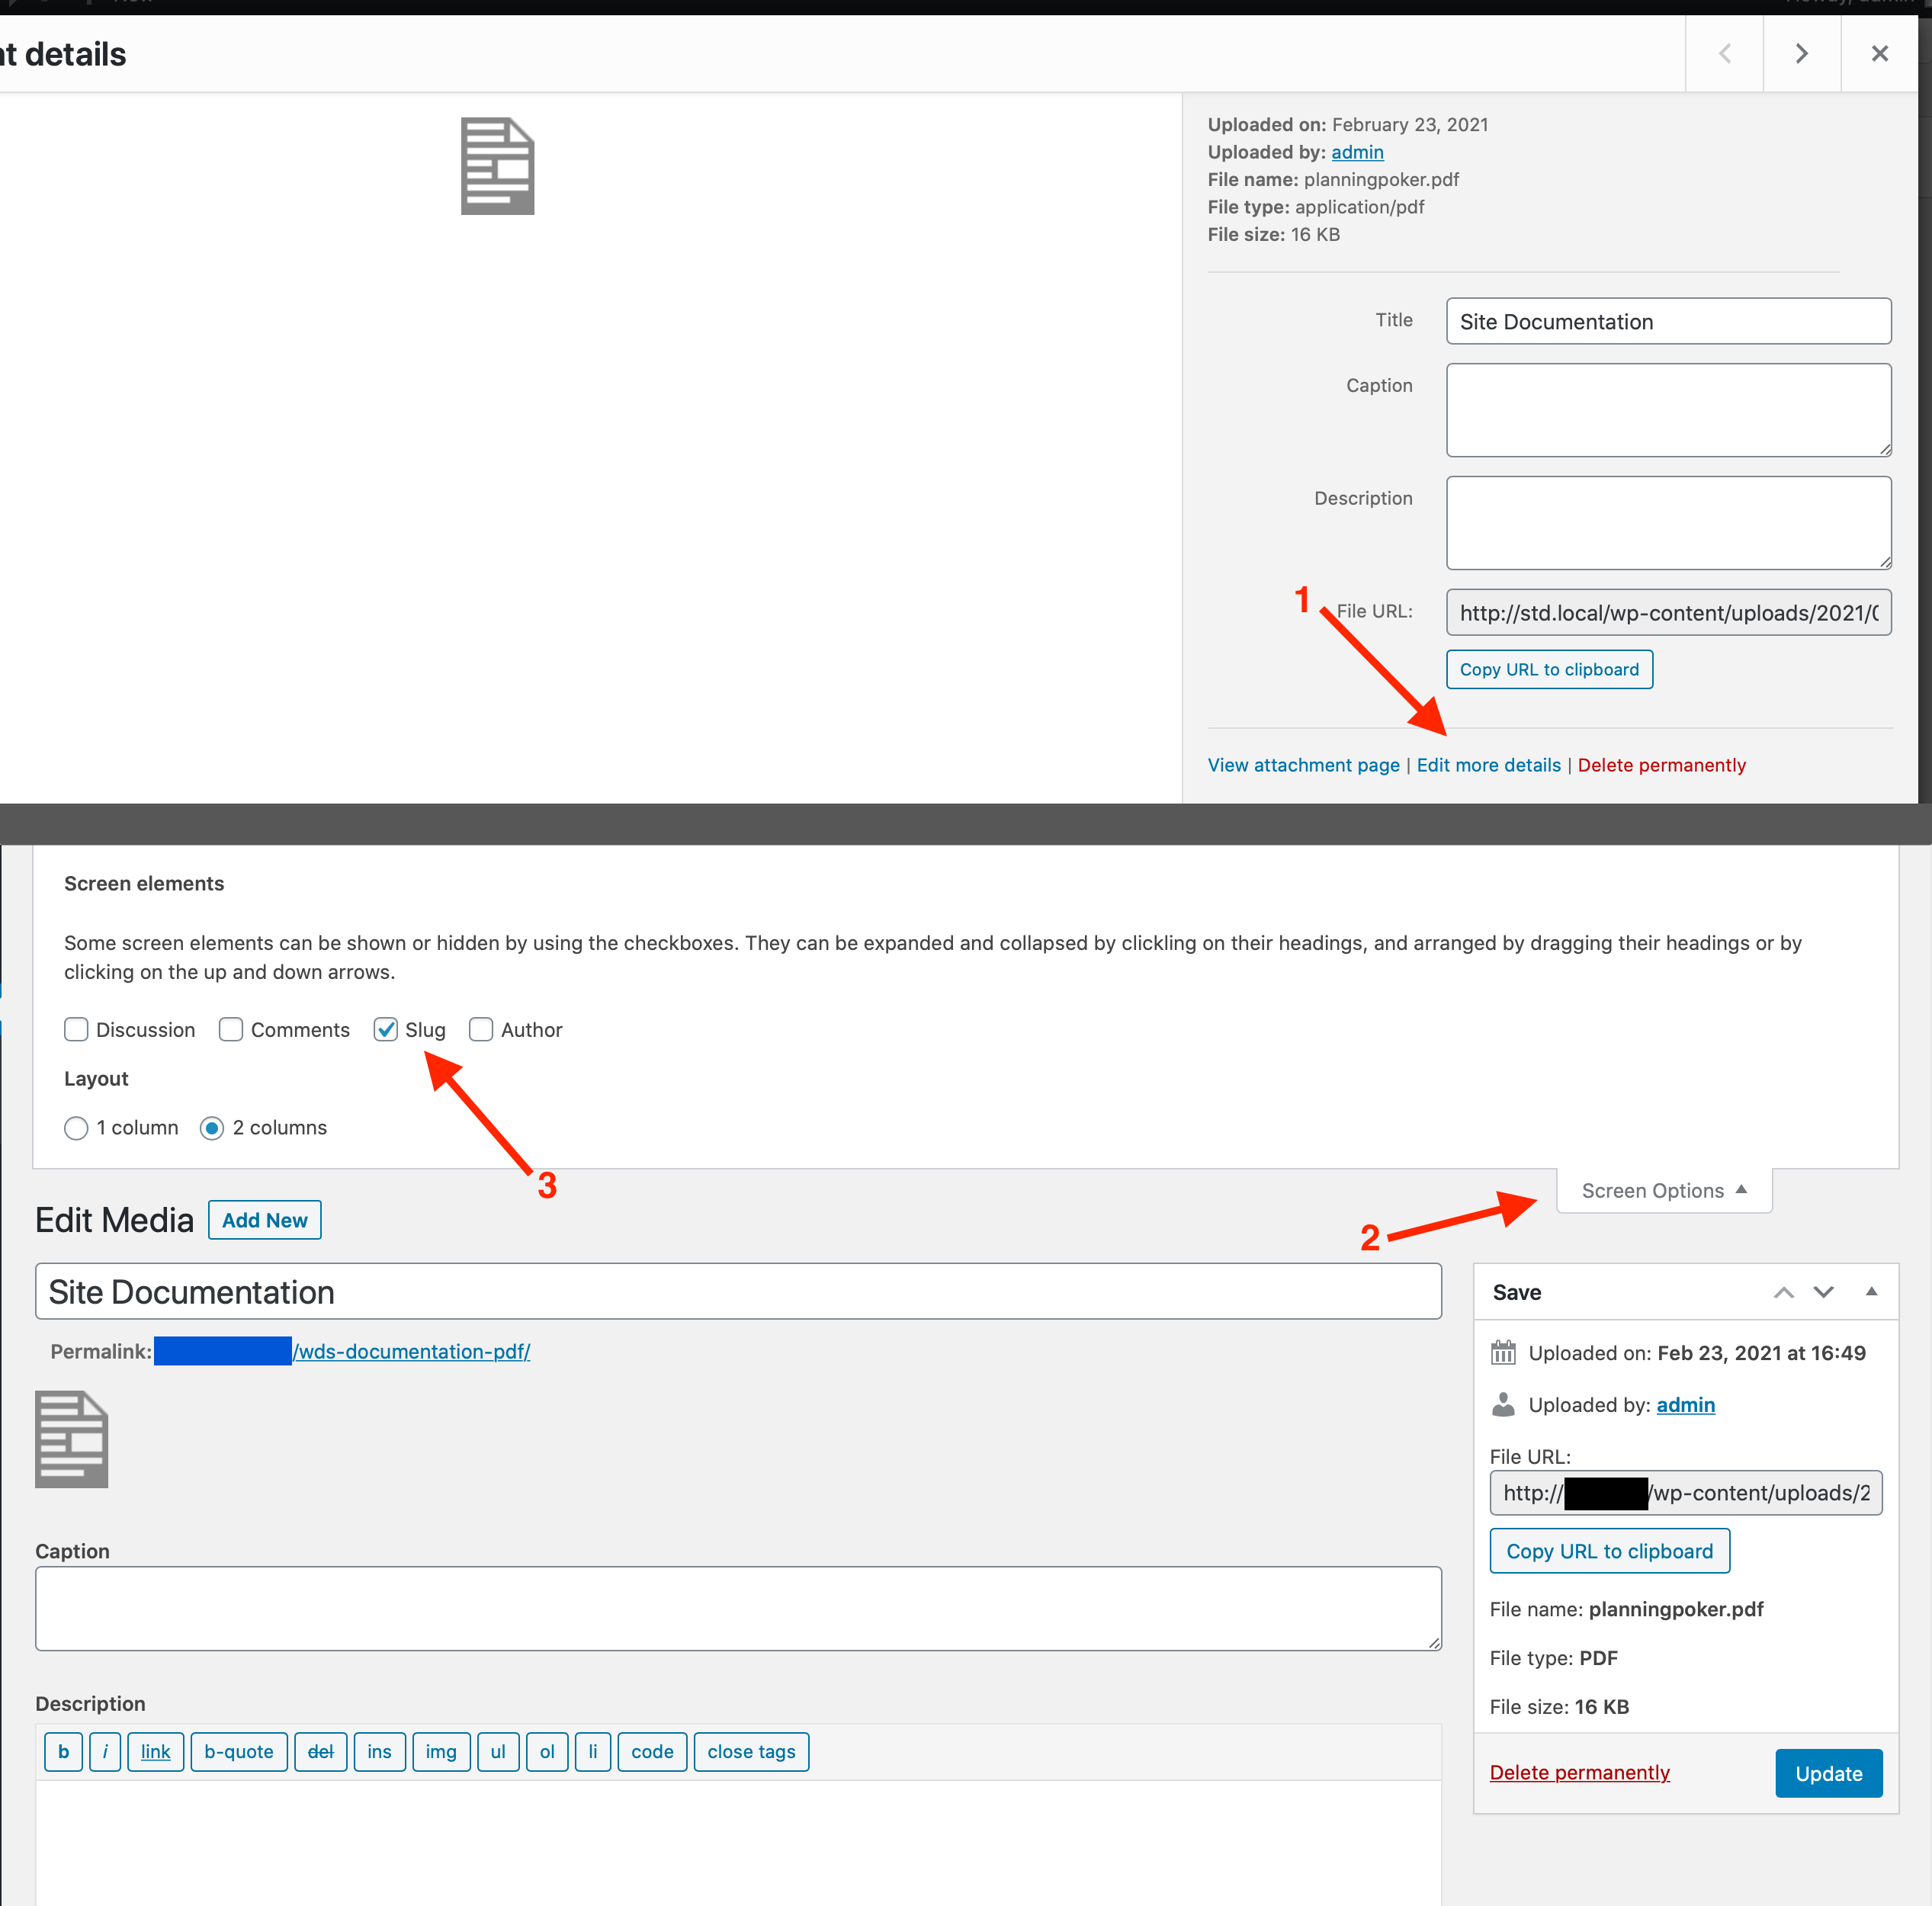 nt details
Uploaded on: February 23, 2021
Uploaded by: admin
File name: planningpoker.pdf
File type: application/pdf
File size: 16 KB
Title
Site Documentation
Caption
Description
1
File URL:
http://std.local/wp-content/uploads/2021/0
Copy URL to clipboard
View attachment page | Edit more details | Delete permanently
Screen elements
Some screen elements can be shown or hidden by using the checkboxes. They can be expanded and collapsed by clickling on their headings, and arranged by dragging their headings or by
clicking on the up and down arrows.
Discussion Comments Slug Author
Layout
1 column 2 columns
3
Screen Options
2
Edit Media
Add New
Site Documentation
Permalink: /wds-documentation-pdf/
Caption
Description
b i link b-quote del ins img ul ol li code close tags
Save
Uploaded on: Feb 23, 2021 at 16:49
Uploaded by: admin
File URL:
http:// /wp-content/uploads/2
Copy URL to clipboard
File name: planningpoker.pdf
File type: PDF
File size: 16 KB
Delete permanently
Update